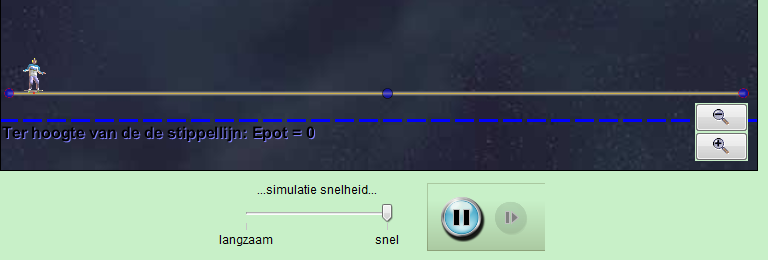 Ter hoogte van de de stippellijn: Epot = 0
...simulatie snelheid...
langzaam snel